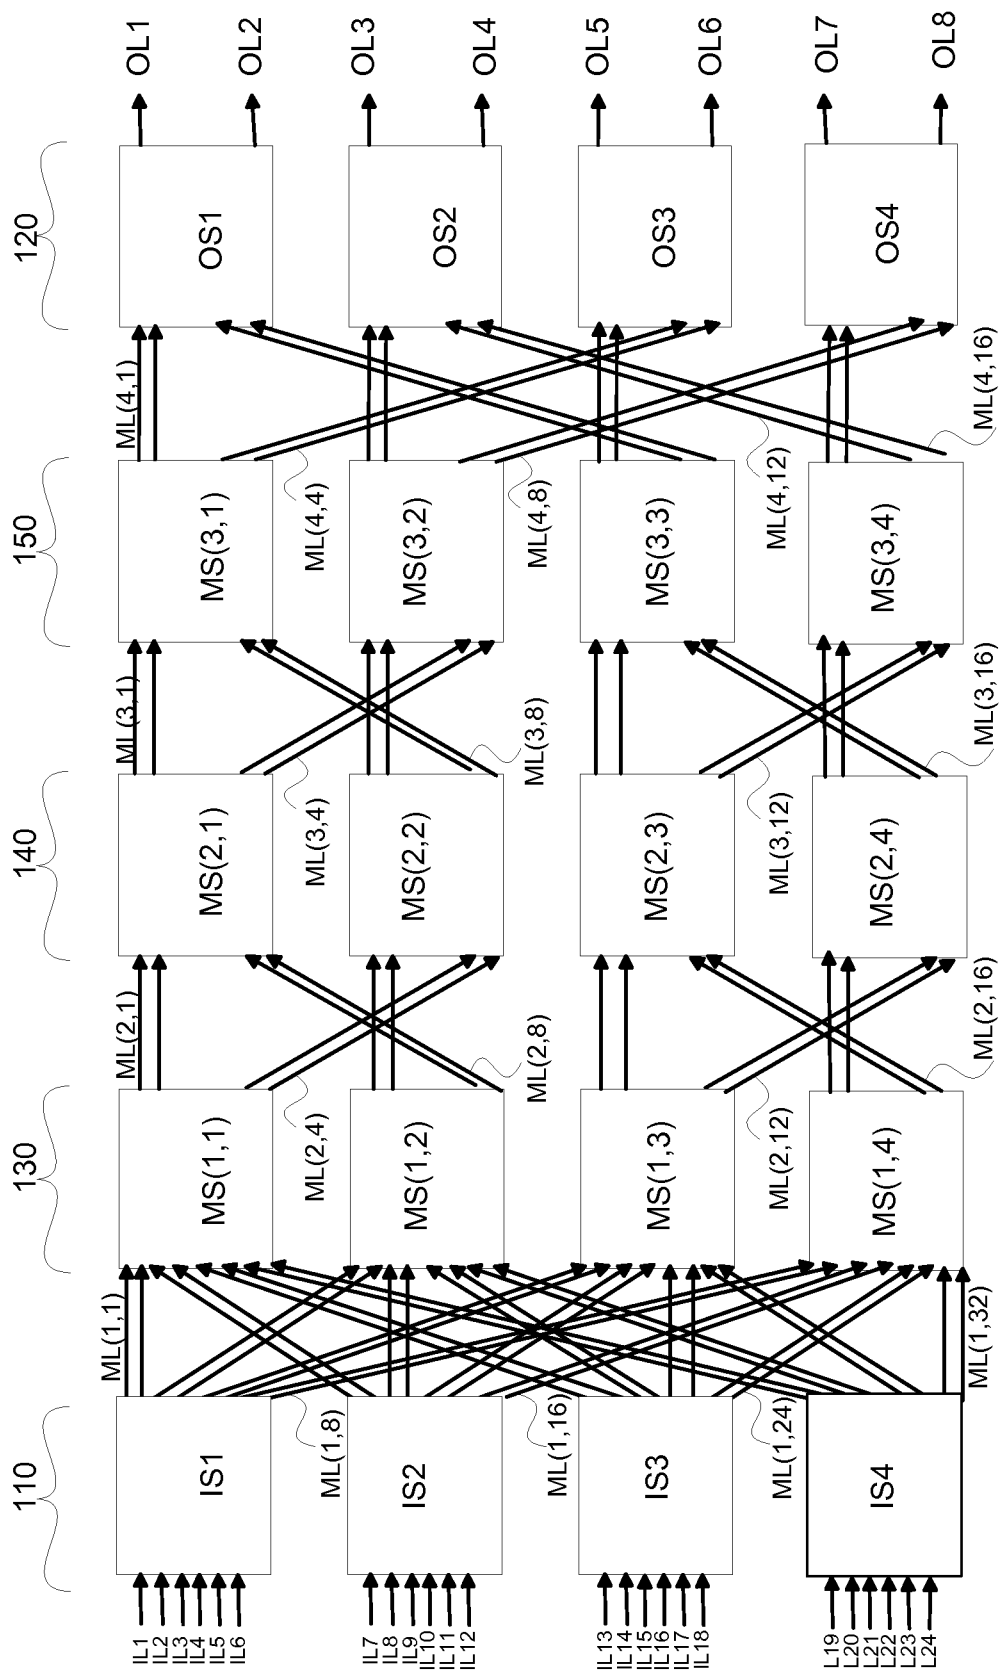 OL1
OL2
OL3
OL4
OL5
OL6
OL7
OL8
120
OS1
OS2
OS3
OS4
ML(4,1)
ML(4,4)
ML(4,8)
ML(4,12)
ML(4,16)
150
MS(3,1)
MS(3,2)
MS(3,3)
MS(3,4)
ML(3,1)
ML(3,4)
ML(3,8)
ML(3,12)
ML(3,16)
140
MS(2,1)
MS(2,2)
MS(2,3)
MS(2,4)
ML(2,1)
ML(2,4)
ML(2,8)
ML(2,12)
ML(2,16)
130
MS(1,1)
MS(1,2)
MS(1,3)
MS(1,4)
ML(1,1)
ML(1,8)
ML(1,16)
ML(1,24)
ML(1,32)
110
IS1
IS2
IS3
IS4
IL1
IL2
IL3
IL4
IL5
IL6
IL7
IL8
IL9
IL10
IL11
IL12
IL13
IL14
IL15
IL16
IL17
IL18
L19
L20
L21
L22
L23
L24